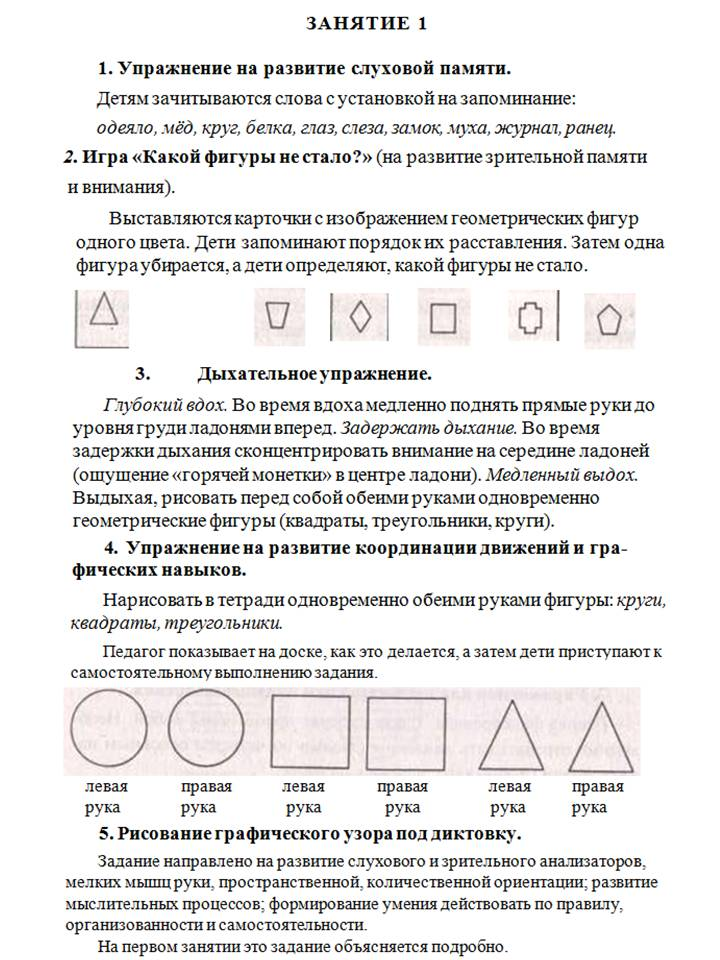 ЗАНЯТИЕ 1
1. Упражнение на развитие слуховой памяти.
Детям зачитываются слова с установкой на запоминание:
одеяло, мёд, круг, белка, глаз, слеза, замок, муха, журнал, ранец.
2. Игра «Какой фигуры не стало?» (на развитие зрительной памяти
и внимания).
Выставляются карточки с изображением геометрических фигур
одного цвета. Дети запоминают порядок их расставления. Затем одна
фигура убирается, а дети определяют, какой фигуры не стало.
3. Дыхательное упражнение.
Глубокий вдох. Во время вдоха медленно поднять прямые руки до
уровня груди ладонями вперед. Задержать дыхание. Во время
задержки дыхания сконцентрировать внимание на середине ладоней
(ощущение «горячей монетки» в центре ладони). Медленный выдох.
Выдыхая, рисовать перед собой обеими руками одновременно
геометрические фигуры (квадраты, треугольники, круги).
4. Упражнение на развитие координации движений и гра-
фических навыков.
Нарисовать в тетради одновременно обеими руками фигуры: круги,
квадраты, треугольники.
Педагог показывает на доске, как это делается, а затем дети приступают к
самостоятельному выполнению задания.
левая правая левая правая левая правая
рука рука рука рука рука рука
5. Рисование графического узора под диктовку.
Задание направлено на развитие слухового и зрительного анализаторов,
мелких мышц руки, пространственной, количественной ориентации; развитие
мыслительных процессов; формирование умения действовать по правилу,
организованности и самостоятельности.
На первом занятии это задание объясняется подробно.